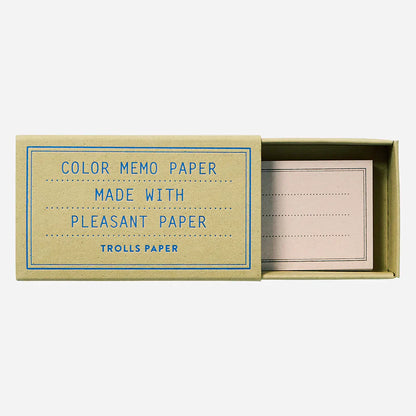 COLOR MEMO PAPER
MADE WITH
PLEASANT PAPER
TROLLS PAPER